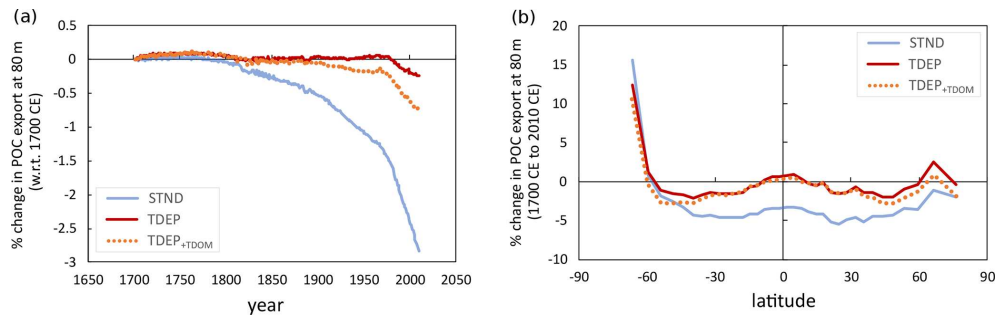 (a)
% change in POC export at 80 m
(w.r.t. 1700 CE)
0.5
0
-0.5
-1
-1.5
-2
-2.5
-3
STND
TDEP
TDEP+TDOM
1650 1700 1750 1800 1850 1900 1950 2000 2050
year
(b)
% change in POC export at 80 m
(1700 CE to 2010 CE)
20
15
10
5
0
-5
-10
STND
TDEP
TDEP+TDOM
-90 -60 -30 0 30 60 90
latitude